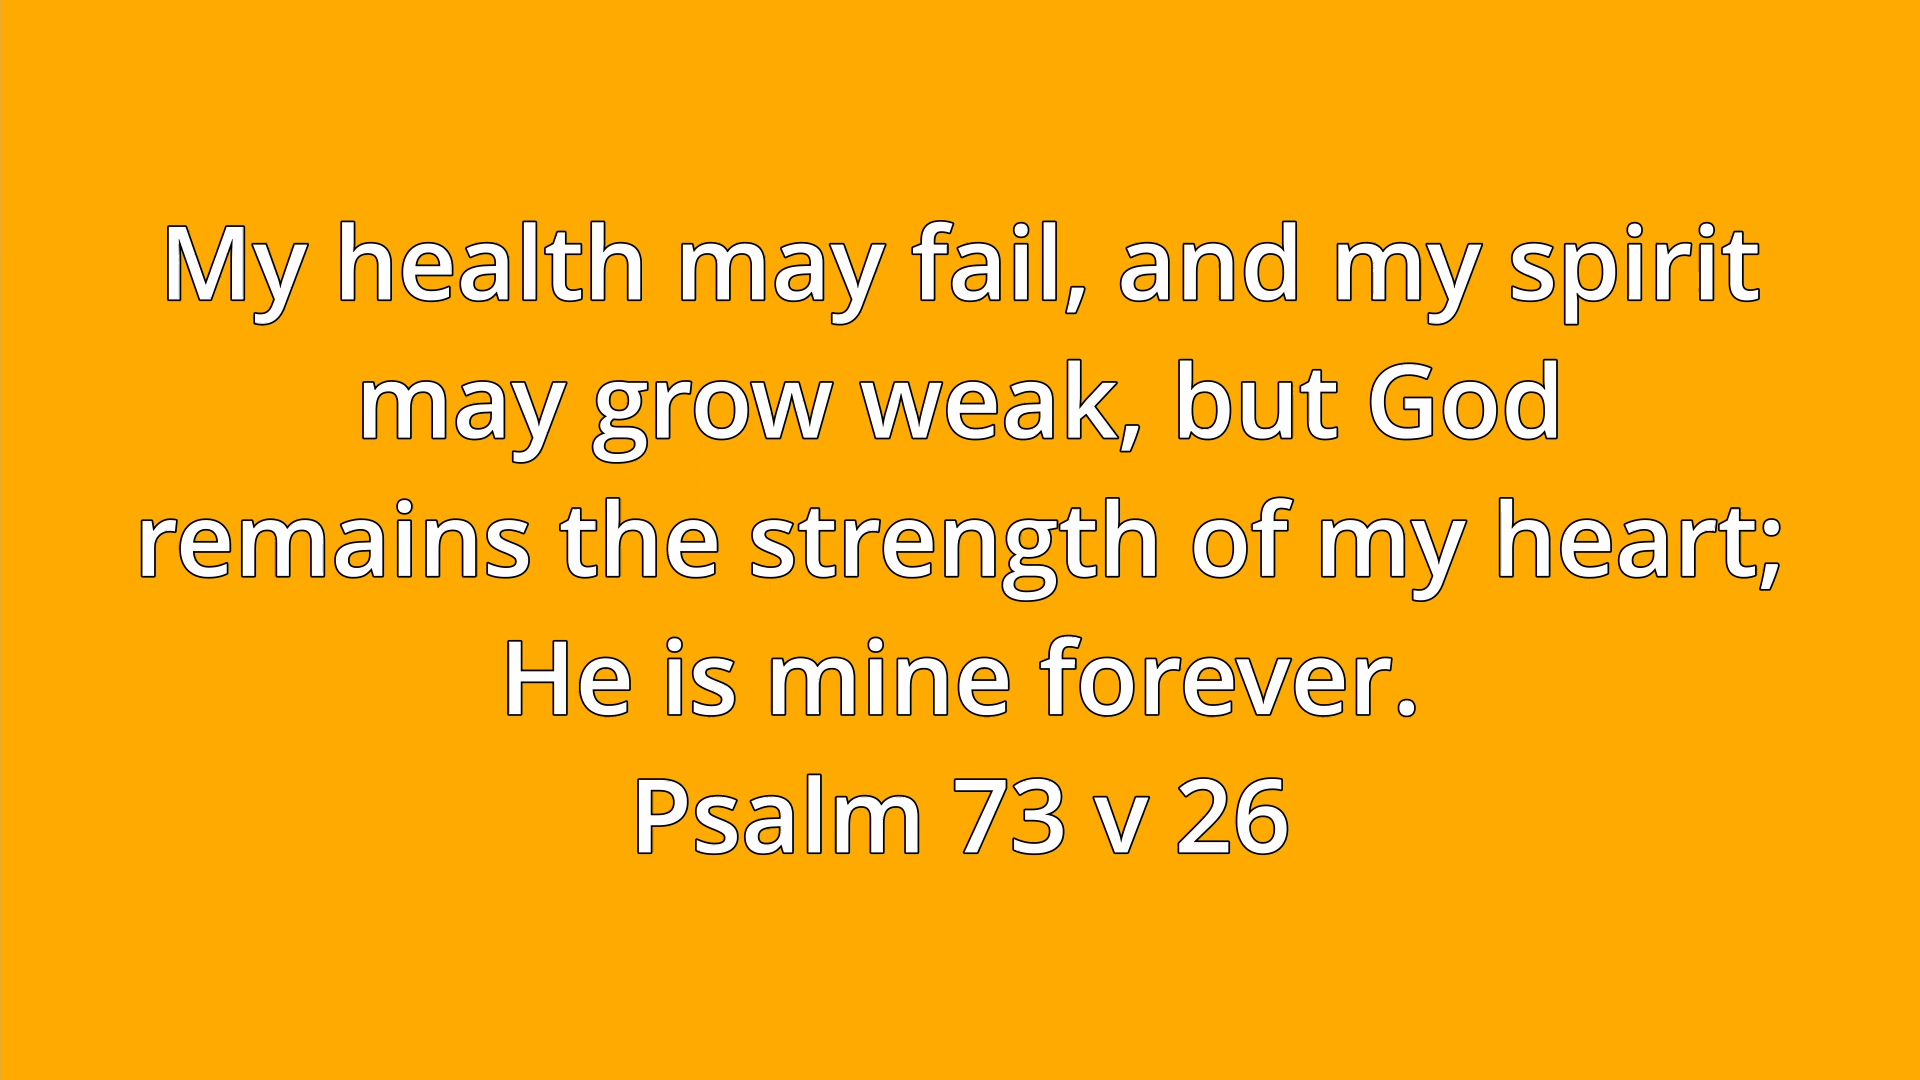 My health may fail, and my spirit
may grow weak, but God
remains the strength of my heart;
He is mine forever.
Psalm 73 v 26